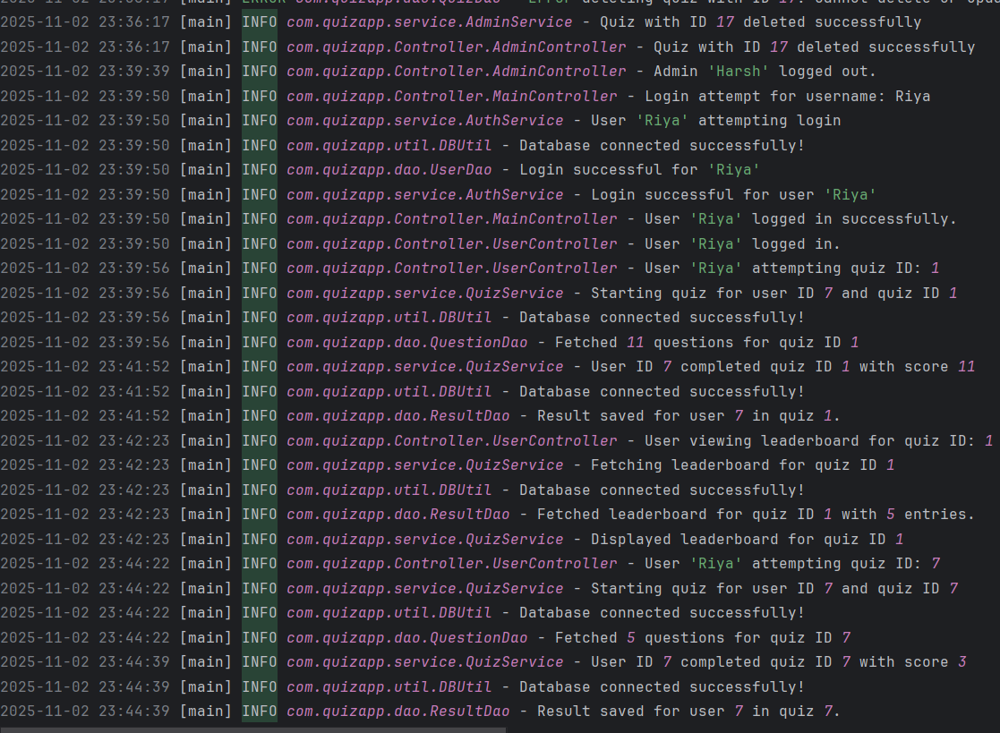 ERROR com.quizapp.dao.QuizDao - Error deleting quiz with ID 17: Cannot delete or upda
2025-11-02 23:36:17 [main] INFO com.quizapp.service.AdminService - Quiz with ID 17 deleted successfully
2025-11-02 23:36:17 [main] INFO com.quizapp.Controller.AdminController - Quiz with ID 17 deleted successfully
2025-11-02 23:39:39 [main] INFO com.quizapp.Controller.AdminController - Admin 'Harsh' logged out.
2025-11-02 23:39:50 [main] INFO com.quizapp.Controller.MainController - Login attempt for username: Riya
2025-11-02 23:39:50 [main] INFO com.quizapp.service.AuthService - User 'Riya' attempting login
2025-11-02 23:39:50 [main] INFO com.quizapp.util.DBUtil - Database connected successfully!
2025-11-02 23:39:50 [main] INFO com.quizapp.dao.UserDao - Login successful for 'Riya'
2025-11-02 23:39:50 [main] INFO com.quizapp.service.AuthService - Login successful for user 'Riya'
2025-11-02 23:39:50 [main] INFO com.quizapp.Controller.MainController - User 'Riya' logged in successfully.
2025-11-02 23:39:50 [main] INFO com.quizapp.Controller.UserController - User 'Riya' logged in.
2025-11-02 23:39:56 [main] INFO com.quizapp.Controller.UserController - User 'Riya' attempting quiz ID: 1
2025-11-02 23:39:56 [main] INFO com.quizapp.service.QuizService - Starting quiz for user ID 7 and quiz ID 1
2025-11-02 23:39:56 [main] INFO com.quizapp.util.DBUtil - Database connected successfully!
2025-11-02 23:39:56 [main] INFO com.quizapp.dao.QuestionDao - Fetched 11 questions for quiz ID 1
2025-11-02 23:41:52 [main] INFO com.quizapp.service.QuizService - User ID 7 completed quiz ID 1 with score 11
2025-11-02 23:41:52 [main] INFO com.quizapp.util.DBUtil - Database connected successfully!
2025-11-02 23:41:52 [main] INFO com.quizapp.dao.ResultDao - Result saved for user 7 in quiz 1.
2025-11-02 23:42:23 [main] INFO com.quizapp.Controller.UserController - User viewing leaderboard for quiz ID: 1
2025-11-02 23:42:23 [main] INFO com.quizapp.service.QuizService - Fetching leaderboard for quiz ID 1
2025-11-02 23:42:23 [main] INFO com.quizapp.util.DBUtil - Database connected successfully!
2025-11-02 23:42:23 [main] INFO com.quizapp.dao.ResultDao - Fetched leaderboard for quiz ID 1 with 5 entries.
2025-11-02 23:42:23 [main] INFO com.quizapp.service.QuizService - Displayed leaderboard for quiz ID 1
2025-11-02 23:44:22 [main] INFO com.quizapp.Controller.UserController - User 'Riya' attempting quiz ID: 7
2025-11-02 23:44:22 [main] INFO com.quizapp.service.QuizService - Starting quiz for user ID 7 and quiz ID 7
2025-11-02 23:44:22 [main] INFO com.quizapp.util.DBUtil - Database connected successfully!
2025-11-02 23:44:22 [main] INFO com.quizapp.dao.QuestionDao - Fetched 5 questions for quiz ID 7
2025-11-02 23:44:39 [main] INFO com.quizapp.service.QuizService - User ID 7 completed quiz ID 7 with score 3
2025-11-02 23:44:39 [main] INFO com.quizapp.util.DBUtil - Database connected successfully!
2025-11-02 23:44:39 [main] INFO com.quizapp.dao.ResultDao - Result saved for user 7 in quiz 7.